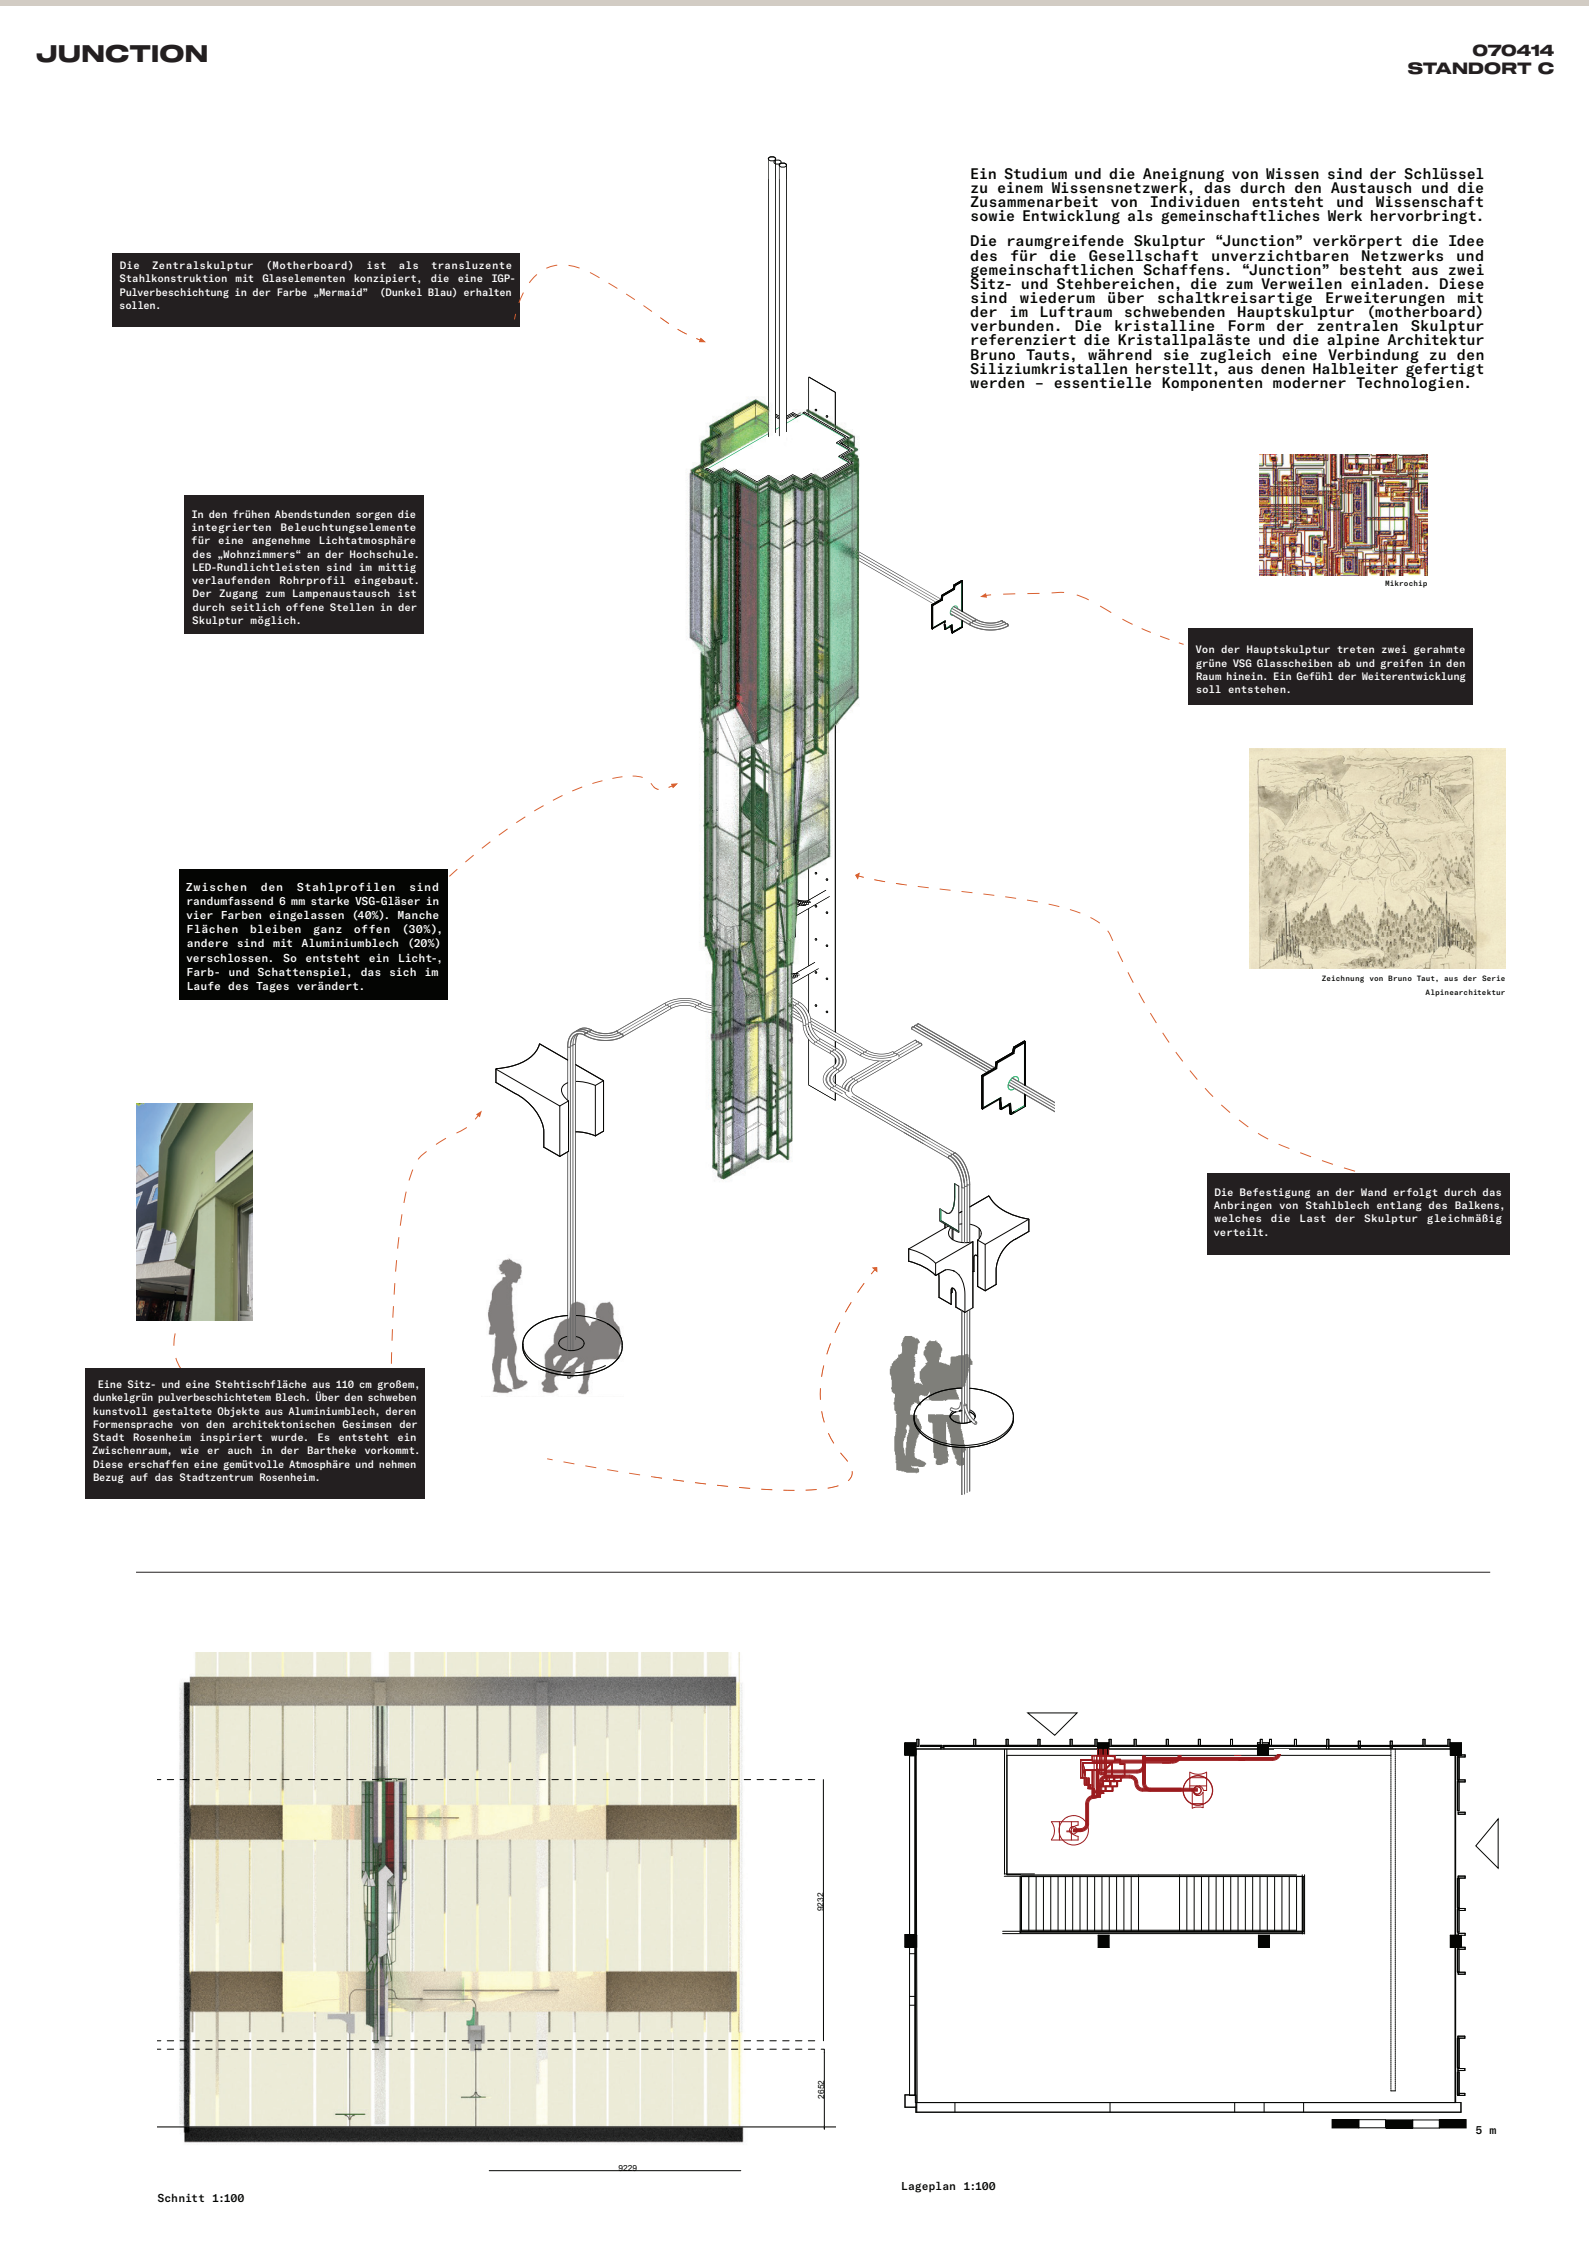 JUNCTION
070414
STANDORT C
Ein Studium und die Aneignung von Wissen sind der Schlüssel
zu einem Wissensnetzwerk, das durch den Austausch und die
Zusammenarbeit von Individuen entsteht und Wissenschaft
sowie Entwicklung als gemeinschaftliches Werk hervorbringt.
Die raumgreifende Skulptur “Junction” verkörpert die Idee
des für die Gesellschaft unverzichtbaren Netzwerks und
gemeinschaftlichen Schaffens. “Junction” besteht aus zwei
Sitz- und Stehbereichen, die zum Verweilen einladen. Diese
sind wiederum über schaltkreisartige Erweiterungen mit
der im Luftraum schwebenden Hauptskulptur (motherboard)
verbunden. Die kristalline Form der zentralen Skulptur
referenziert die Kristallpaläste und die alpine Architektur
Bruno Tauts, während sie zugleich eine Verbindung zu den
Siliziumkristallen herstellt, aus denen Halbleiter gefertigt
werden – essentielle Komponenten moderner Technologien.
Die Zentralskulptur (Motherboard) ist als transluzente
Stahlkonstruktion mit Glaselementen konzipiert, die eine IGP-
Pulverbeschichtung in der Farbe „Mermaid” (Dunkel Blau) erhalten
sollen.
In den frühen Abendstunden sorgen die
integrierten Beleuchtungselemente
für eine angenehme Lichtatmosphäre
des „Wohnzimmers“ an der Hochschule.
LED-Rundlichtleisten sind im mittig
verlaufenden Rohrprofil eingebaut.
Der Zugang zum Lampenaustausch ist
durch seitlich offene Stellen in der
Skulptur möglich.
Mikrochip
Von der Hauptskulptur treten zwei gerahmte
grüne VSG Glasscheiben ab und greifen in den
Raum hinein. Ein Gefühl der Weiterentwicklung
soll entstehen.
Zwischen den Stahlprofilen sind
randumfassend 6 mm starke VSG-Gläser in
vier Farben eingelassen (40%). Manche
Flächen bleiben ganz offen (30%),
andere sind mit Aluminiumblech (20%)
verschlossen. So entsteht ein Licht-,
Farb- und Schattenspiel, das sich im
Laufe des Tages verändert.
Zeichnung von Bruno Taut, aus der Serie
Alpinearchitektur
Die Befestigung an der Wand erfolgt durch das
Anbringen von Stahlblech entlang des Balkens,
welches die Last der Skulptur gleichmäßig
verteilt.
Eine Sitz- und eine Stehtischfläche aus 110 cm großem,
dunkelgrün pulverbeschichtetem Blech. Über den schweben
kunstvoll gestaltete Objekte aus Aluminiumblech, deren
Formensprache von den architektonischen Gesimsen der
Stadt Rosenheim inspiriert wurde. Es entsteht ein
Zwischenraum, wie er auch in der Bartheke vorkommt.
Diese erschaffen eine gemütvolle Atmosphäre und nehmen
Bezug auf das Stadtzentrum Rosenheim.
9232
2652
9229
Schnitt 1:100
5 m
Lageplan 1:100